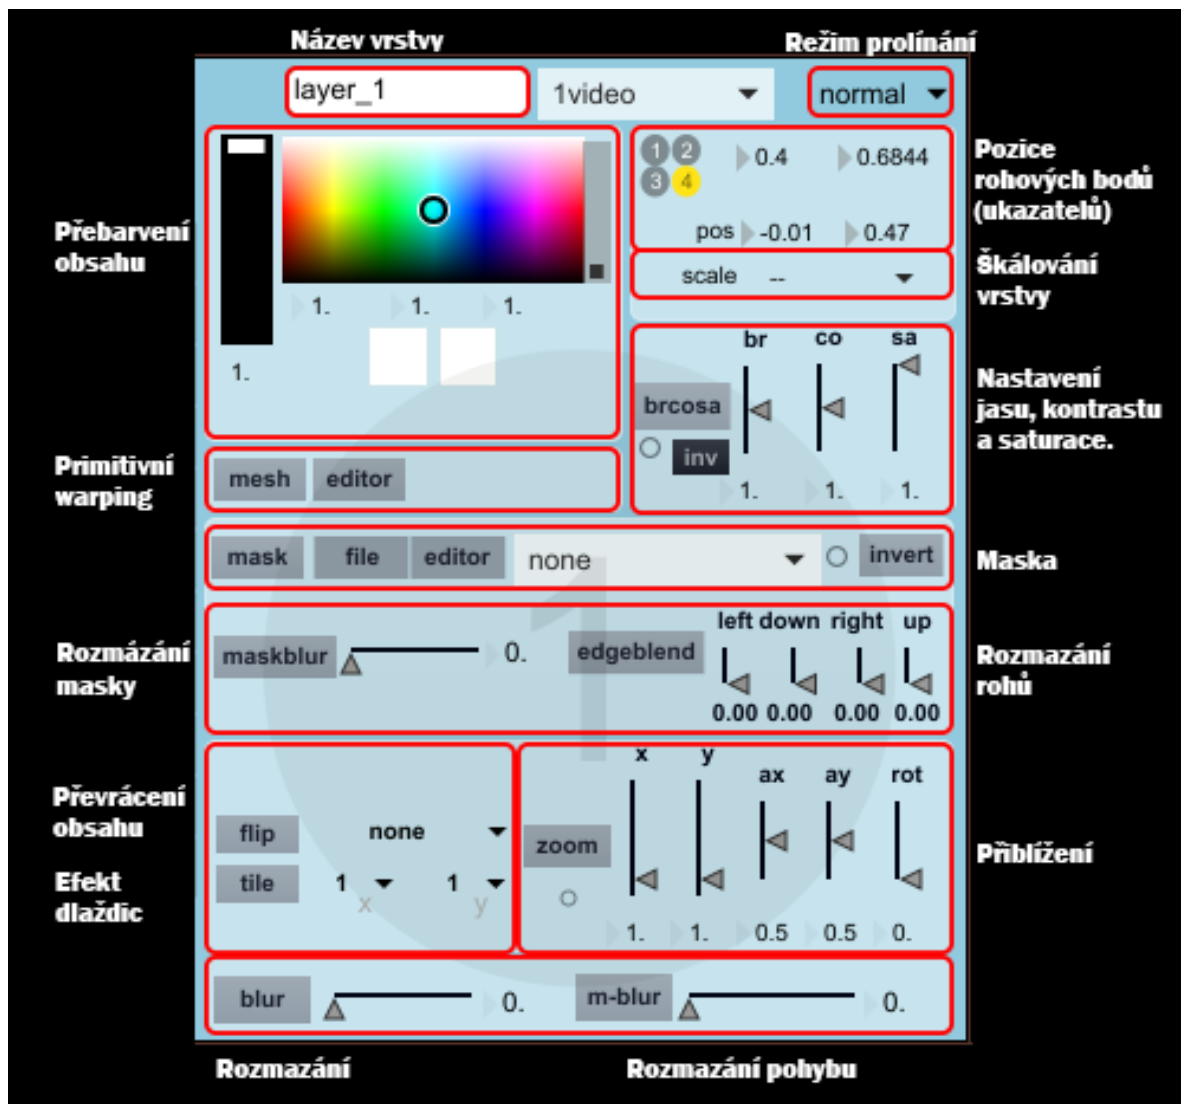 Název vrstvy
Režim prolínání
layer_1
1video
normal
Přebarvení
obsahu
1.
1.
1.
1.
1
2
3
4
0.4
0.6844
pos
-0.01
0.47
Pozice
rohových bodů
(ukazatelů)
scale
--
Škálování
vrstvy
br
co
sa
brcosa
inv
1.
1.
1.
Nastavení
jasu, kontrastu
a saturace.
Primitivní
warping
mesh
editor
mask
file
editor
none
invert
Maska
1
Rozmázání
masky
maskblur
0.
edgeblend
left down right up
0.00 0.00 0.00 0.00
Rozmazání
rohů
Převrácení
obsahu
flip
none
Efekt
dlaždic
tile
1
1
x
y
x
y
ax
ay
rot
zoom
1.
1.
0.5
0.5
0.
Přiblížení
blur
0.
m-blur
0.
Rozmazání
Rozmazání pohybu